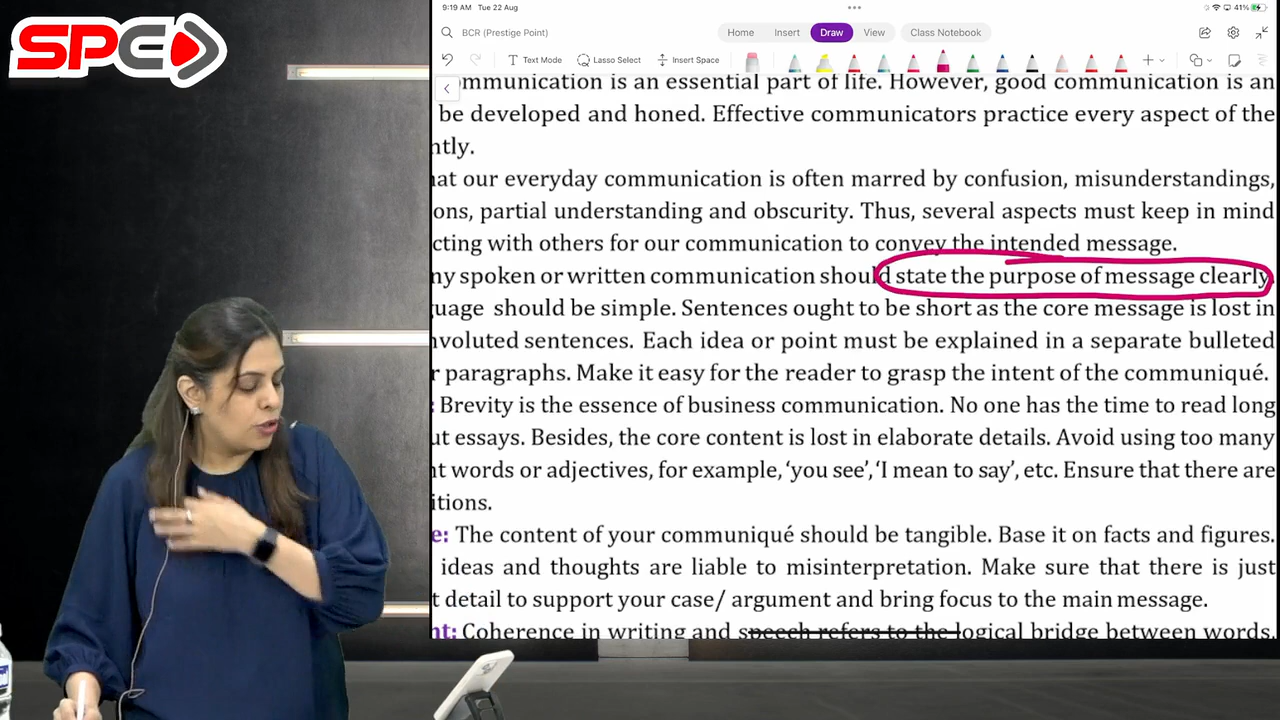 SPC
9:19 AM Tue 22 Aug
41%
BCR (Prestige Point)
Home Insert Draw View Class Notebook
Text Mode Lasso Select Insert Space
ommunication is an essential part of life. However, good communication is an
be developed and honed. Effective communicators practice every aspect of the
ntly.
hat our everyday communication is often marred by confusion, misunderstandings,
ons, partial understanding and obscurity. Thus, several aspects must keep in mind
cting with others for our communication to convey the intended message.
ny spoken or written communication should state the purpose of message clearly
guage should be simple. Sentences ought to be short as the core message is lost in
nvoluted sentences. Each idea or point must be explained in a separate bulleted
r paragraphs. Make it easy for the reader to grasp the intent of the communiqué.
: Brevity is the essence of business communication. No one has the time to read long
ut essays. Besides, the core content is lost in elaborate details. Avoid using too many
nt words or adjectives, for example, ‘you see’, ‘I mean to say’, etc. Ensure that there are
itions.
e: The content of your communiqué should be tangible. Base it on facts and figures.
ideas and thoughts are liable to misinterpretation. Make sure that there is just
t detail to support your case/ argument and bring focus to the main message.
nt: Coherence in writing and speech refers to the logical bridge between words,